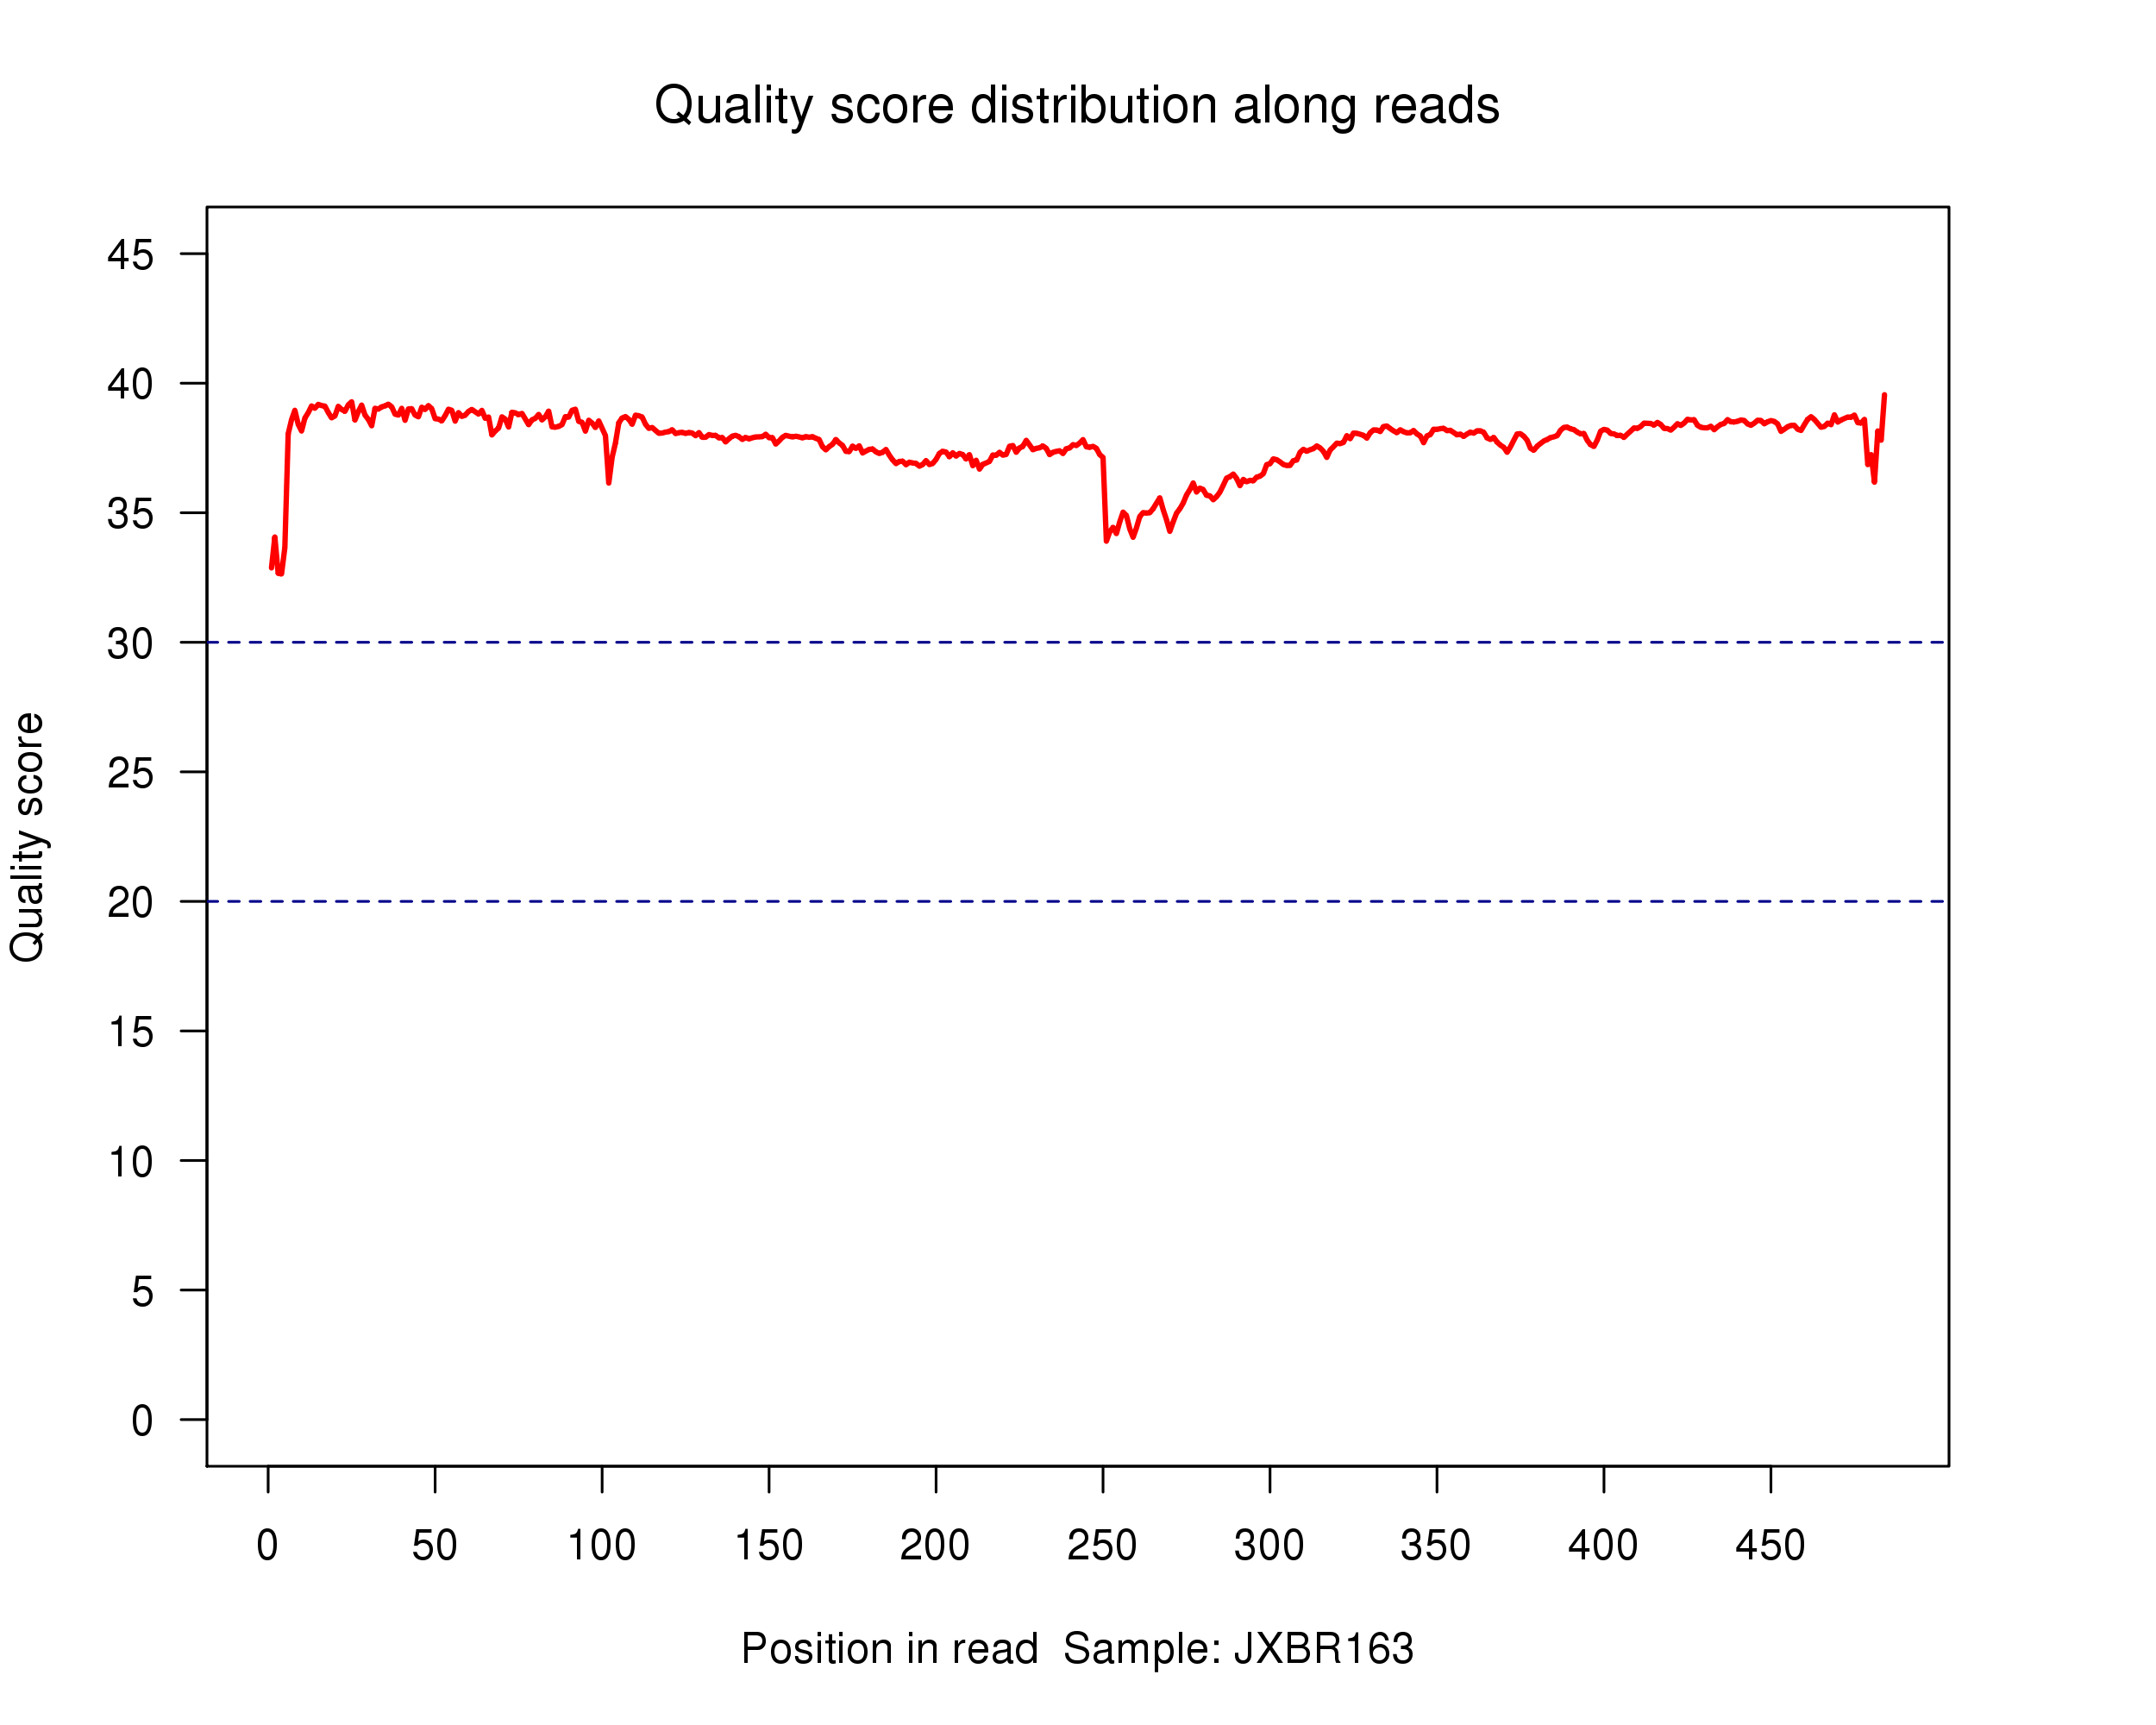 Quality score distribution along reads
45
40
35
30
25
20
15
10
5
0
Quality score
0 50 100 150 200 250 300 350 400 450
Position in read  Sample: JXBR163